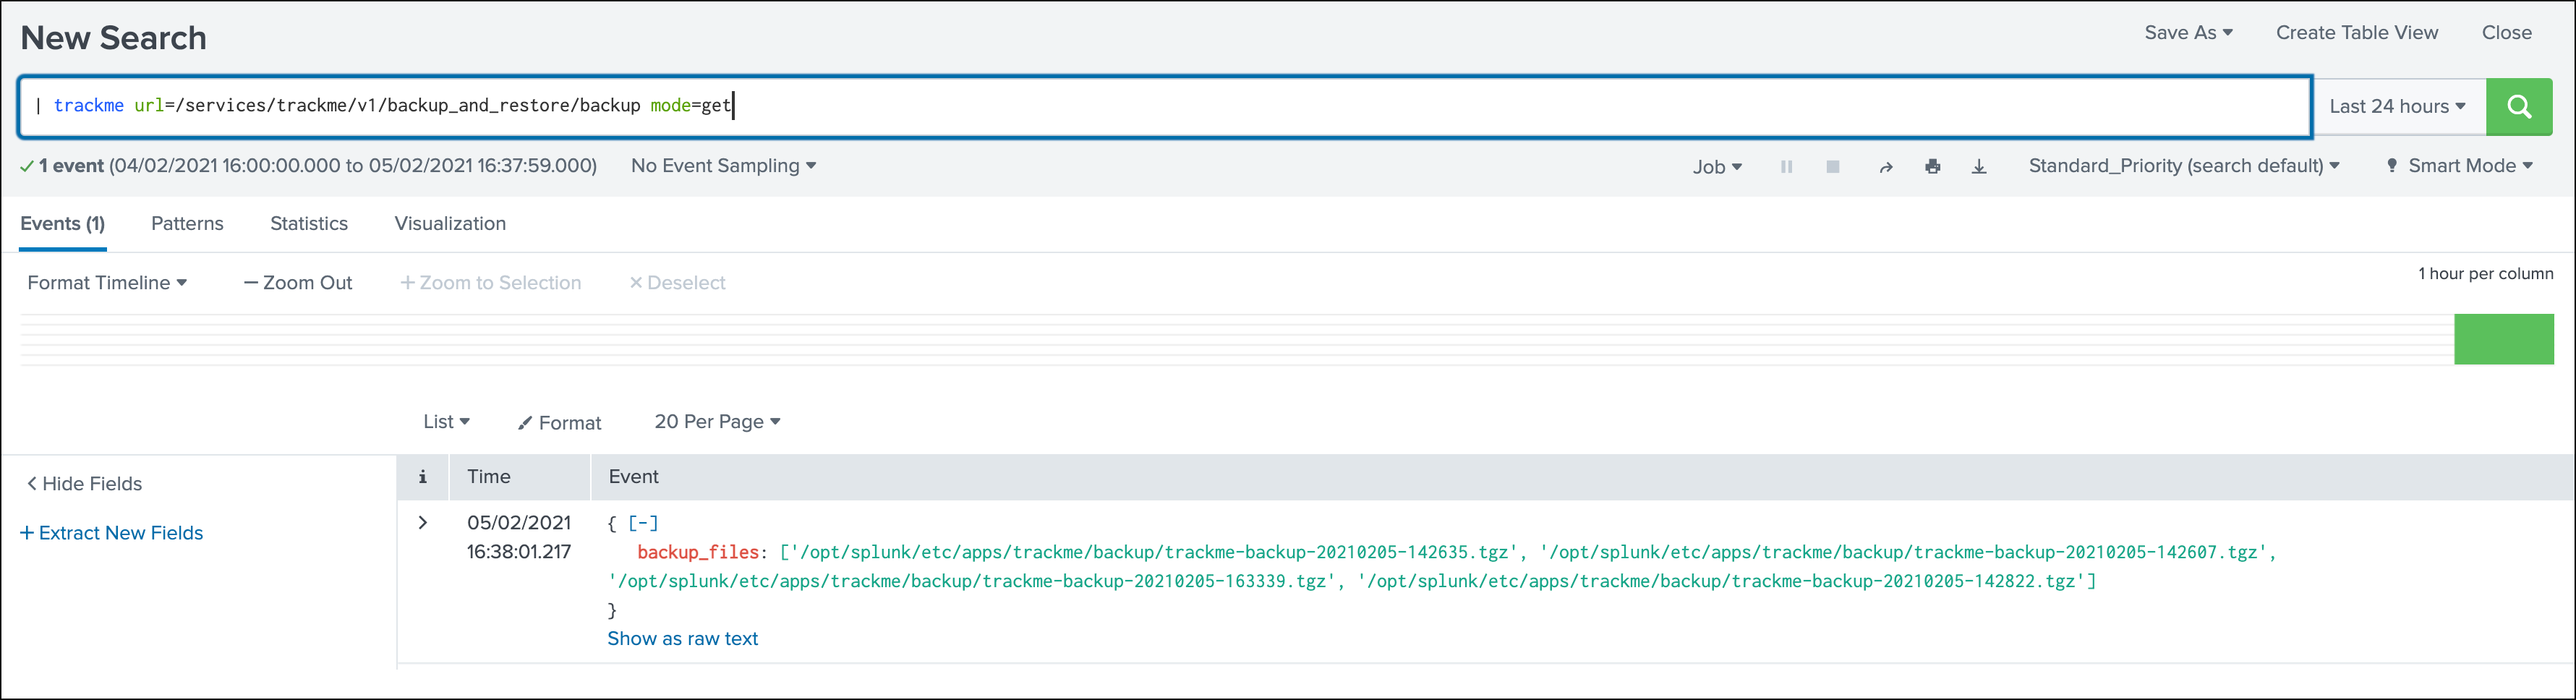 New Search
Save As Create Table View Close
| trackme url=/services/trackme/v1/backup_and_restore/backup mode=get
Last 24 hours
1 event (04/02/2021 16:00:00.000 to 05/02/2021 16:37:59.000) No Event Sampling
Job Standard_Priority (search default) Smart Mode
Events (1) Patterns Statistics Visualization
Format Timeline — Zoom Out + Zoom to Selection × Deselect
1 hour per column
List Format 20 Per Page
< Hide Fields
+ Extract New Fields
i Time Event
> 05/02/2021 16:38:01.217
{ [-]
backup_files: ['/opt/splunk/etc/apps/trackme/backup/trackme-backup-20210205-142635.tgz', '/opt/splunk/etc/apps/trackme/backup/trackme-backup-20210205-142607.tgz',
'/opt/splunk/etc/apps/trackme/backup/trackme-backup-20210205-163339.tgz', '/opt/splunk/etc/apps/trackme/backup/trackme-backup-20210205-142822.tgz']
}
Show as raw text